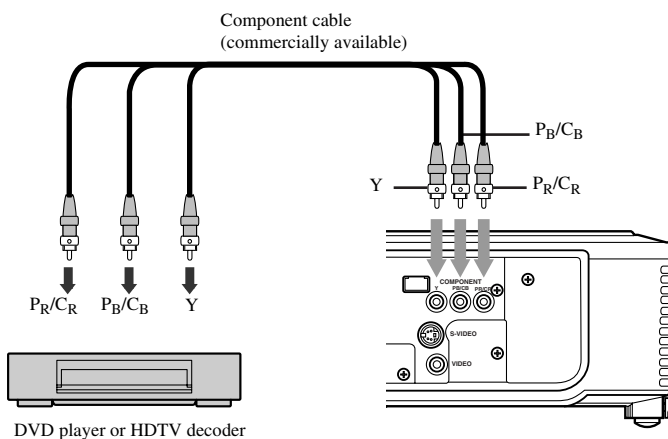 Component cable
(commercially available)
PB/CB
Y
PR/CR
PR/CR PB/CB Y
COMPONENT
Y PB/CB PR/CR
S-VIDEO
VIDEO
DVD player or HDTV decoder